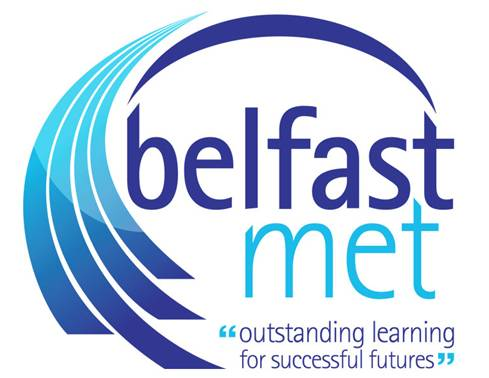 belfast
met
“outstanding learning
for successful futures”